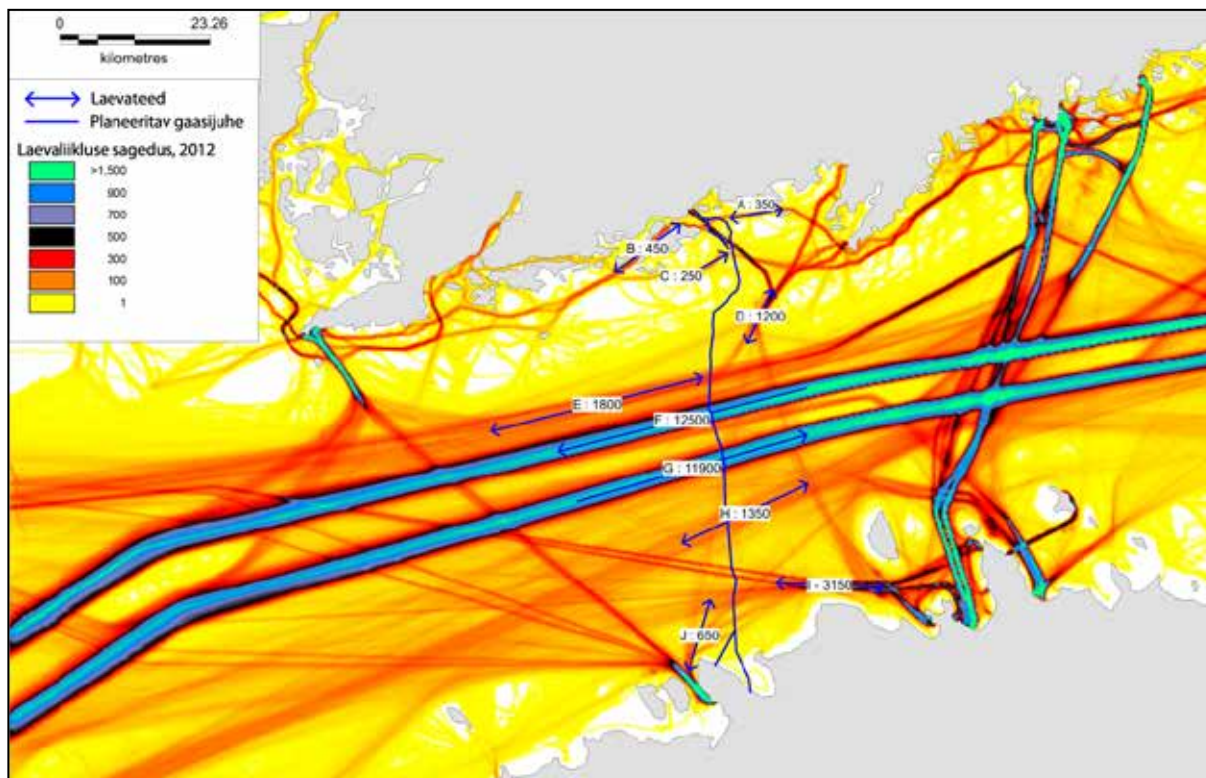 0 23.26
kilometres
Laevateed
Planeeritav gaasijuhe
Laevaliikluse sagedus, 2012
>1,500
900
700
500
300
100
1
A : 350
B : 450
C : 250
D : 1200
E : 1800
F : 12500
G : 11900
H : 1350
I - 3150
J : 650